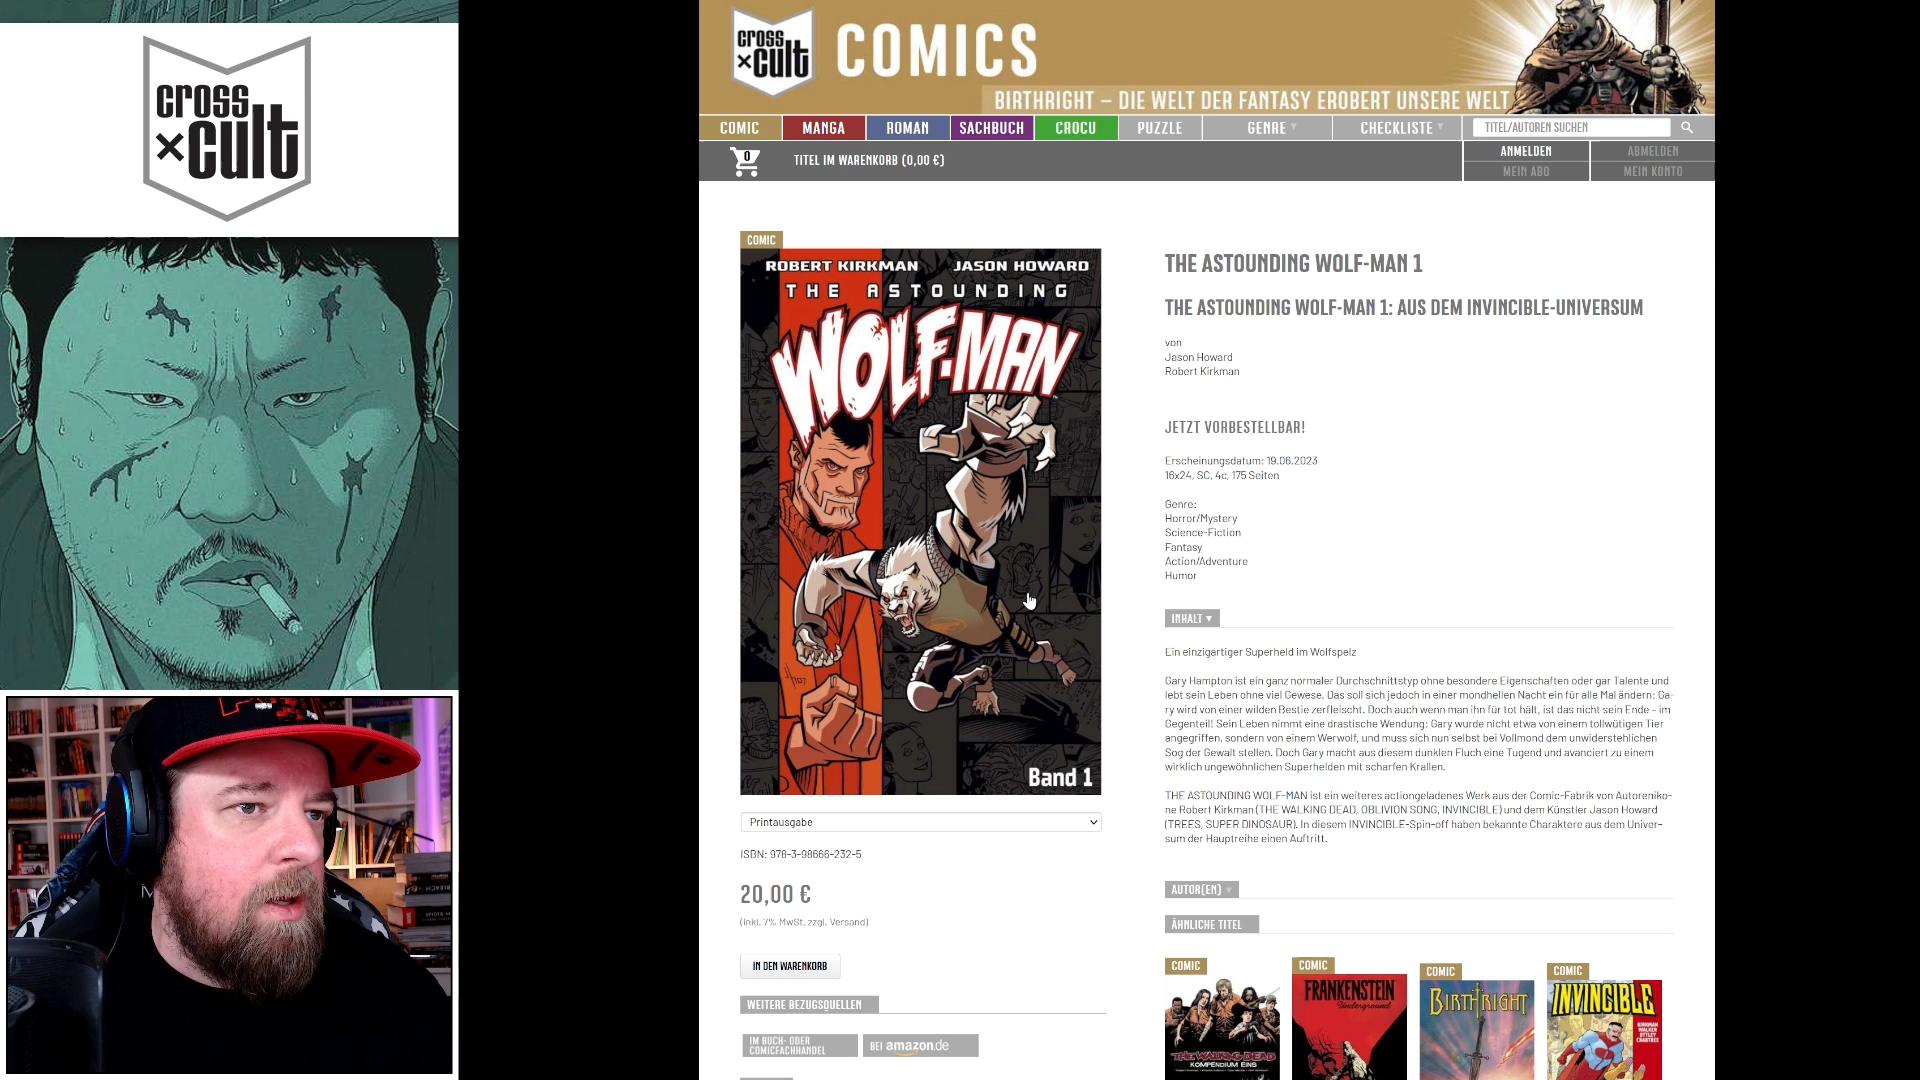 cross
×cult
cross
×cult
COMICS
BIRTHRIGHT – DIE WELT DER FANTASY EROBERT UNSERE WELT
COMIC
MANGA
ROMAN
SACHBUCH
CROCU
PUZZLE
GENRE ▼
CHECKLISTE ▼
TITEL/AUTOREN SUCHEN
0
TITEL IM WARENKORB (0,00 €)
ANMELDEN
ABMELDEN
MEIN ABO
MEIN KONTO
COMIC
ROBERT KIRKMAN JASON HOWARD
THE ASTOUNDING
WOLF-MAN
Band 1
Printausgabe
ISBN: 978-3-98666-232-5
20,00 €
(inkl. 7% MwSt. zzgl. Versand)
IN DEN WARENKORB
WEITERE BEZUGSQUELLEN
IM BUCH- ODER
COMICFACHHANDEL
BEI amazon.de
THE ASTOUNDING WOLF-MAN 1
THE ASTOUNDING WOLF-MAN 1: AUS DEM INVINCIBLE-UNIVERSUM
von
Jason Howard
Robert Kirkman
JETZT VORBESTELLBAR!
Erscheinungsdatum: 19.06.2023
16x24, SC, 4c, 175 Seiten
Genre:
Horror/Mystery
Science-Fiction
Fantasy
Action/Adventure
Humor
INHALT ▼
Ein einzigartiger Superheld im Wolfspelz
Gary Hampton ist ein ganz normaler Durchschnittstyp ohne besondere Eigenschaften oder gar Talente und
lebt sein Leben ohne viel Gewese. Das soll sich jedoch in einer mondhellen Nacht ein für alle Mal ändern: Ga-
ry wird von einer wilden Bestie zerfleischt. Doch auch wenn man ihn für tot hält, ist das nicht sein Ende – im
Gegenteil! Sein Leben nimmt eine drastische Wendung: Gary wurde nicht etwa von einem tollwütigen Tier
angegriffen, sondern von einem Werwolf, und muss sich nun selbst bei Vollmond dem unwiderstehlichen
Sog der Gewalt stellen. Doch Gary macht aus diesem dunklen Fluch eine Tugend und avanciert zu einem
wirklich ungewöhnlichen Superhelden mit scharfen Krallen.
THE ASTOUNDING WOLF-MAN ist ein weiteres actiongeladenes Werk aus der Comic-Fabrik von Autoreniko-
ne Robert Kirkman (THE WALKING DEAD, OBLIVION SONG, INVINCIBLE) und dem Künstler Jason Howard
(TREES, SUPER DINOSAUR). In diesem INVINCIBLE-Spin-off haben bekannte Charaktere aus dem Univer-
sum der Hauptreihe einen Auftritt.
AUTOR(EN) ▼
ÄHNLICHE TITEL
COMIC
COMIC
COMIC
COMIC
THE WALKING DEAD
KOMPENDIUM EINS
FRANKENSTEIN
Underground
BIRTHRIGHT
INVINCIBLE
KIRKMAN
WALKER
OTTLEY
CRABTREE
BLEACH